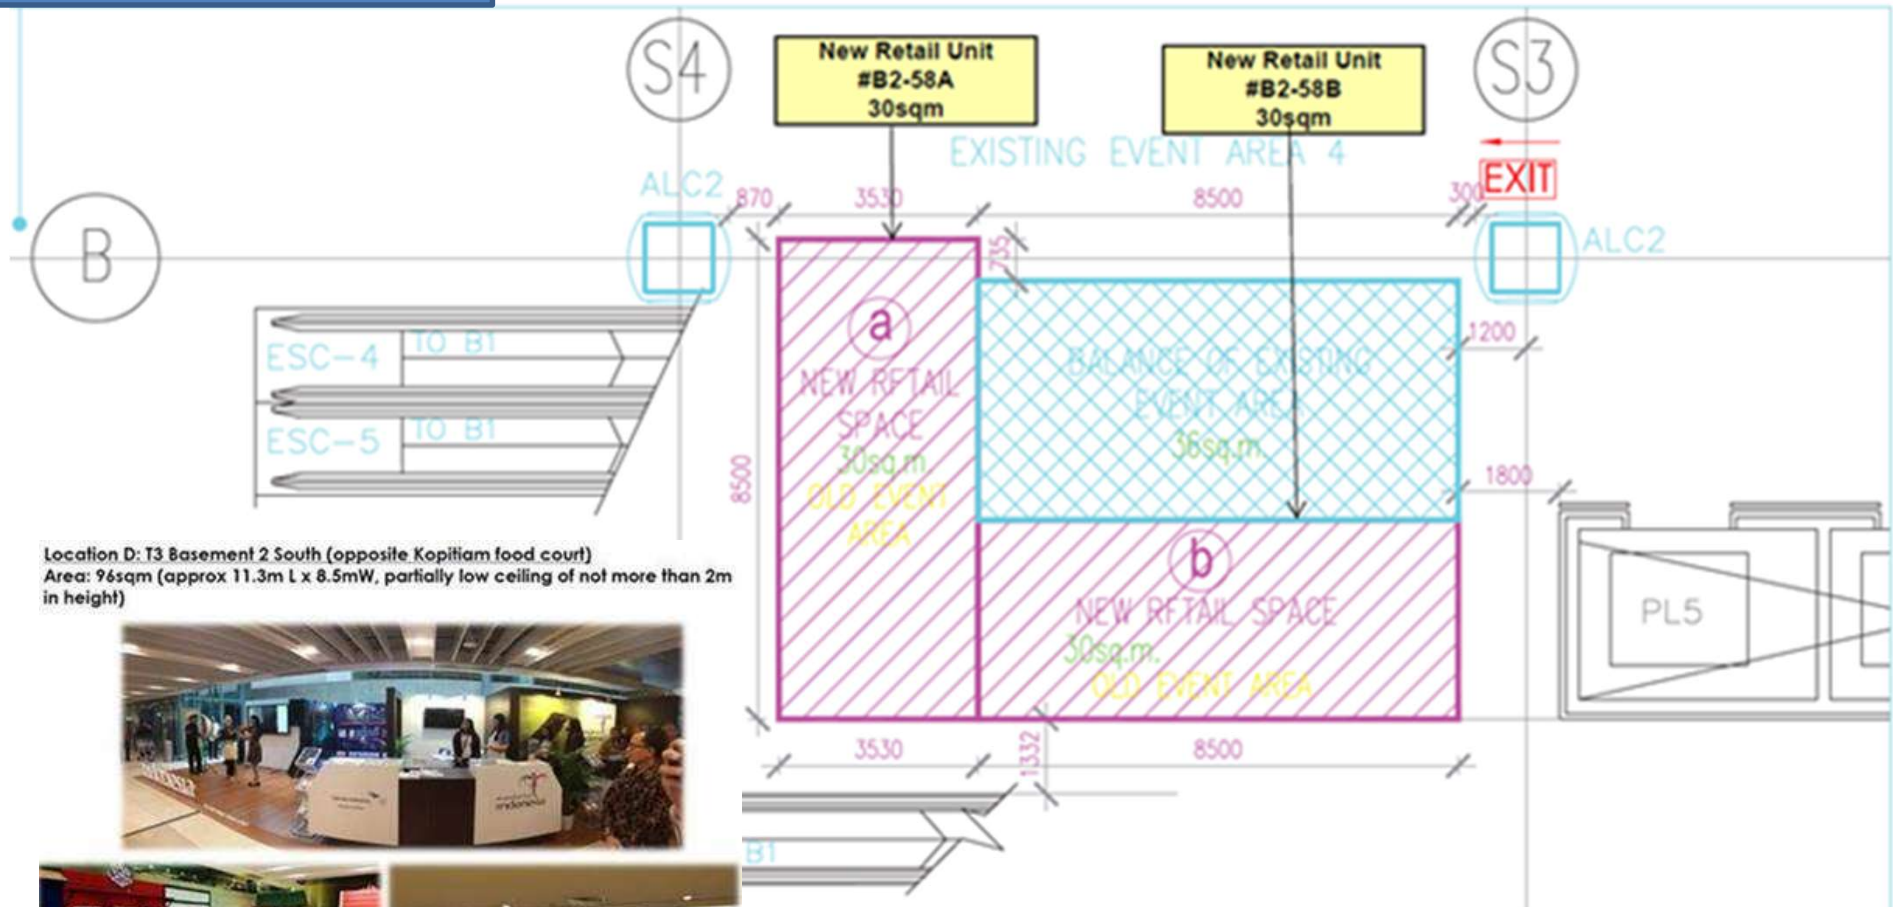 S4
New Retail Unit
#B2-58A
30sqm
New Retail Unit
#B2-58B
30sqm
S3
EXISTING EVENT AREA 4
EXIT
ALC2
870
3530
8500
300
B
735
ALC2
a
TO B1
ESC-4
1200
BALANCE OF EXISTING
EVENT AREA
36sq.m.
NEW RETAIL
SPACE
30sq.m
OLD EVENT
AREA
TO B1
ESC-5
8500
1800
b
NEW RETAIL SPACE
30sq.m.
OLD EVENT AREA
PL5
Location D: T3 Basement 2 South (opposite Kopitiam food court)
Area: 96sqm (approx 11.3m L x 8.5mW, partially low ceiling of not more than 2m
in height)
3530
1332
8500
indonesia
B1